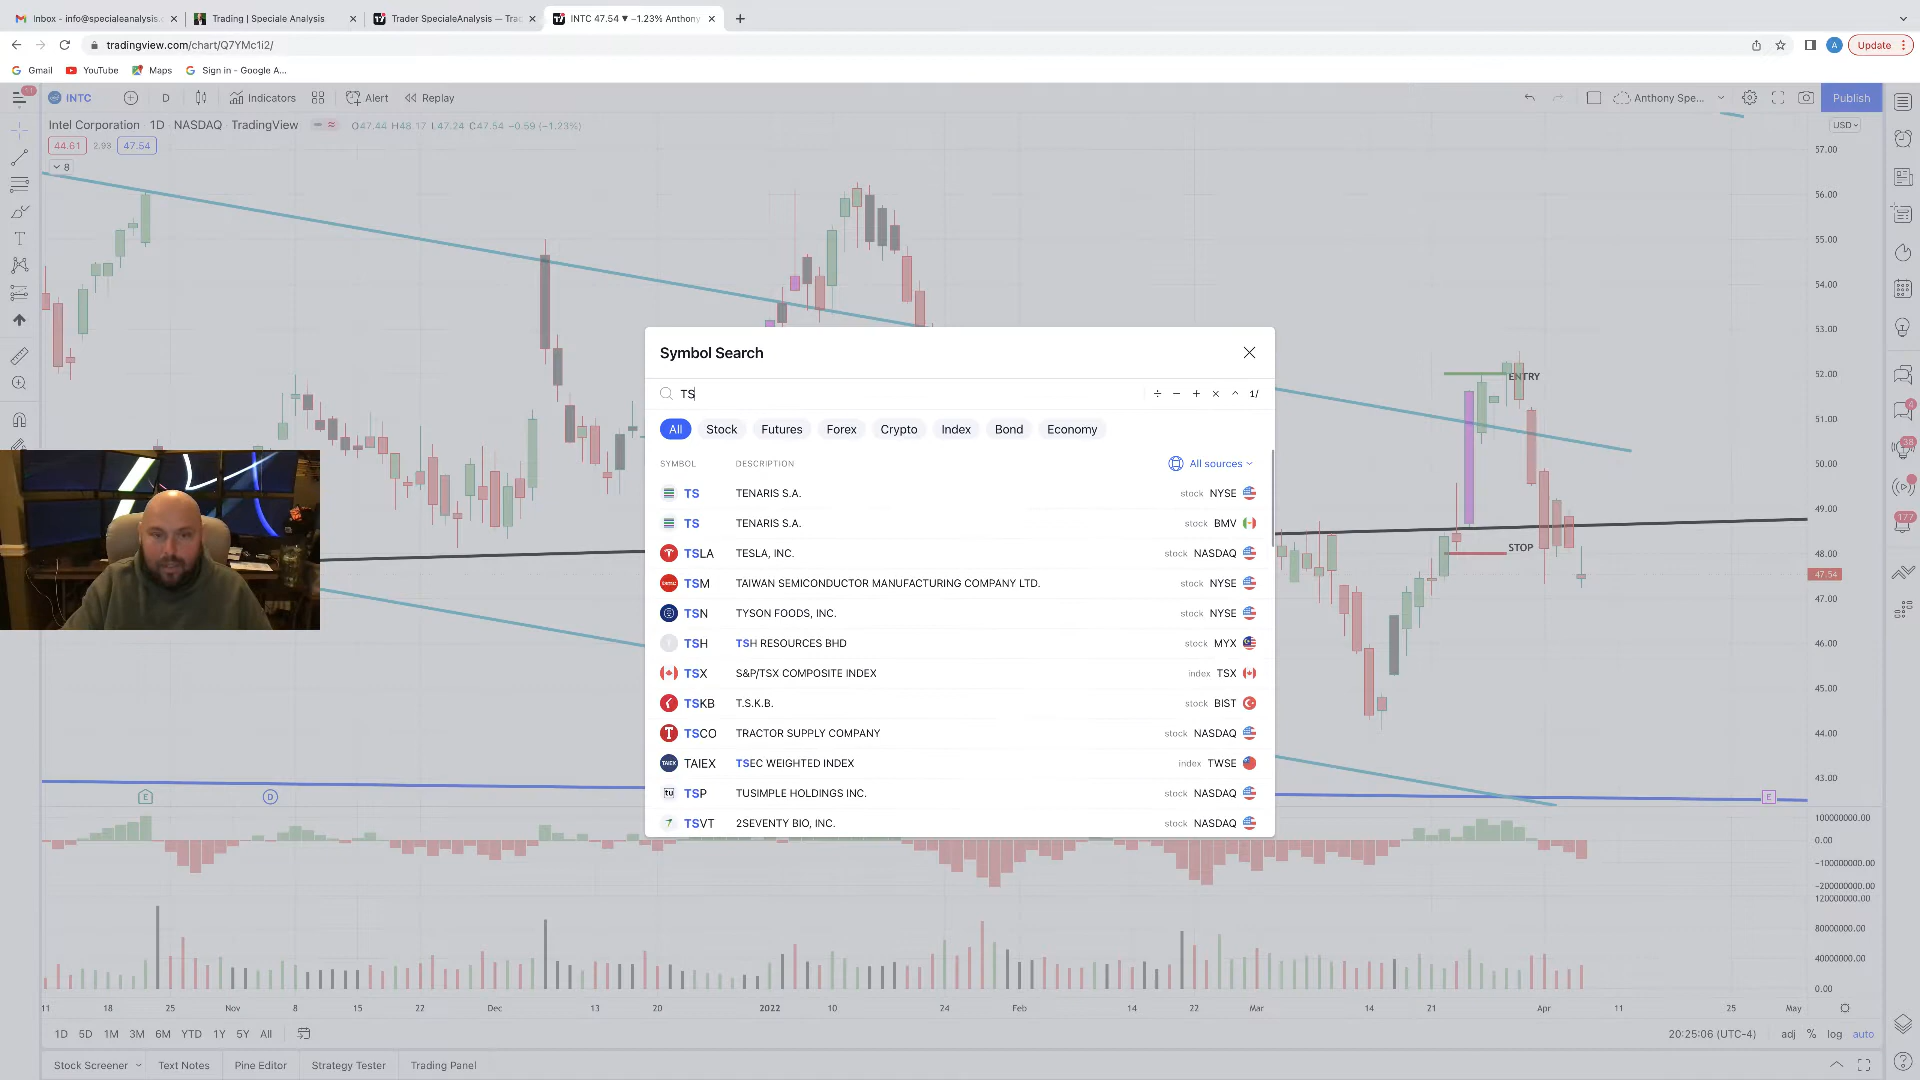 Inbox - info@specialeanalysis.c
Trading | Speciale Analysis
Trader SpecialeAnalysis — Trad
INTC 47.54 ▼ −1.23% Anthony
tradingview.com/chart/Q7YMc1i2/
A
Update
Gmail
YouTube
Maps
Sign in - Google A...
11
INTC
D
Indicators
Alert
Replay
Anthony Spe...
Publish
Intel Corporation · 1D · NASDAQ · TradingView
O47.44 H48.17 L47.24 C47.54 −0.59 (−1.23%)
USD
44.61
2.93
47.54
8
57.00
56.00
55.00
54.00
53.00
52.00
51.00
50.00
49.00
48.00
47.54
47.00
46.00
45.00
44.00
43.00
ENTRY
STOP
Symbol Search
TS
÷ − + × ^ 1/
All
Stock
Futures
Forex
Crypto
Index
Bond
Economy
SYMBOL
DESCRIPTION
All sources
TS TENARIS S.A. stock NYSE
TS TENARIS S.A. stock BMV
TSLA TESLA, INC. stock NASDAQ
TSM TAIWAN SEMICONDUCTOR MANUFACTURING COMPANY LTD. stock NYSE
TSN TYSON FOODS, INC. stock NYSE
TSH TSH RESOURCES BHD stock MYX
TSX S&P/TSX COMPOSITE INDEX index TSX
TSKB T.S.K.B. stock BIST
TSCO TRACTOR SUPPLY COMPANY stock NASDAQ
TAIEX TSEC WEIGHTED INDEX index TWSE
TSP TUSIMPLE HOLDINGS INC. stock NASDAQ
TSVT 2SEVENTY BIO, INC. stock NASDAQ
E
D
E
4
38
177
100000000.00
0.00
−100000000.00
−200000000.00
120000000.00
80000000.00
40000000.00
0.00
11 18 25 Nov 8 15 22 Dec 13 20 2022 10 24 Feb 14 22 Mar 14 21 Apr 11 25 May
1D 5D 1M 3M 6M YTD 1Y 5Y All
20:25:06 (UTC-4)
adj % log auto
Stock Screener
Text Notes
Pine Editor
Strategy Tester
Trading Panel